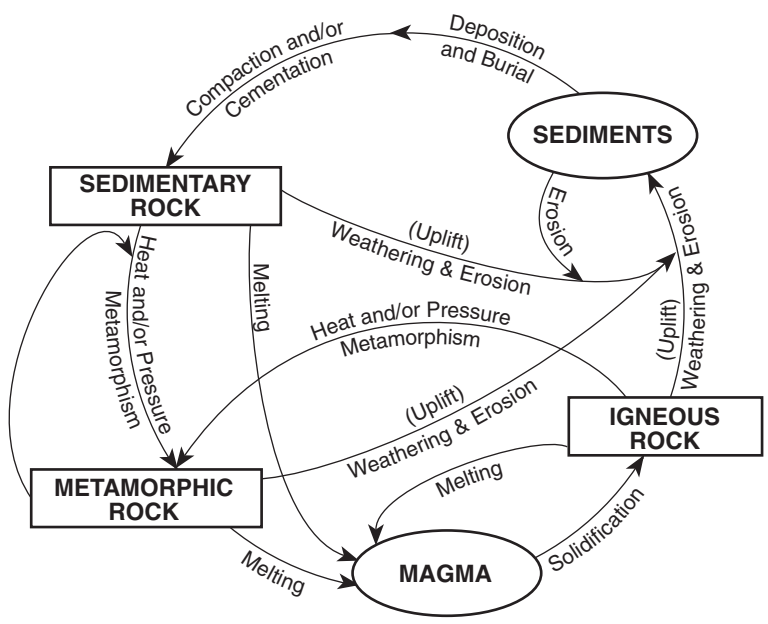 Deposition
and Burial
Compaction and/or
Cementation
SEDIMENTS
SEDIMENTARY
ROCK
Erosion
(Uplift)
Weathering & Erosion
(Uplift)
Weathering & Erosion
Heat and/or Pressure
Metamorphism
Melting
Heat and/or Pressure
Metamorphism
(Uplift)
Weathering & Erosion
IGNEOUS
ROCK
METAMORPHIC
ROCK
Melting
Solidification
Melting
MAGMA